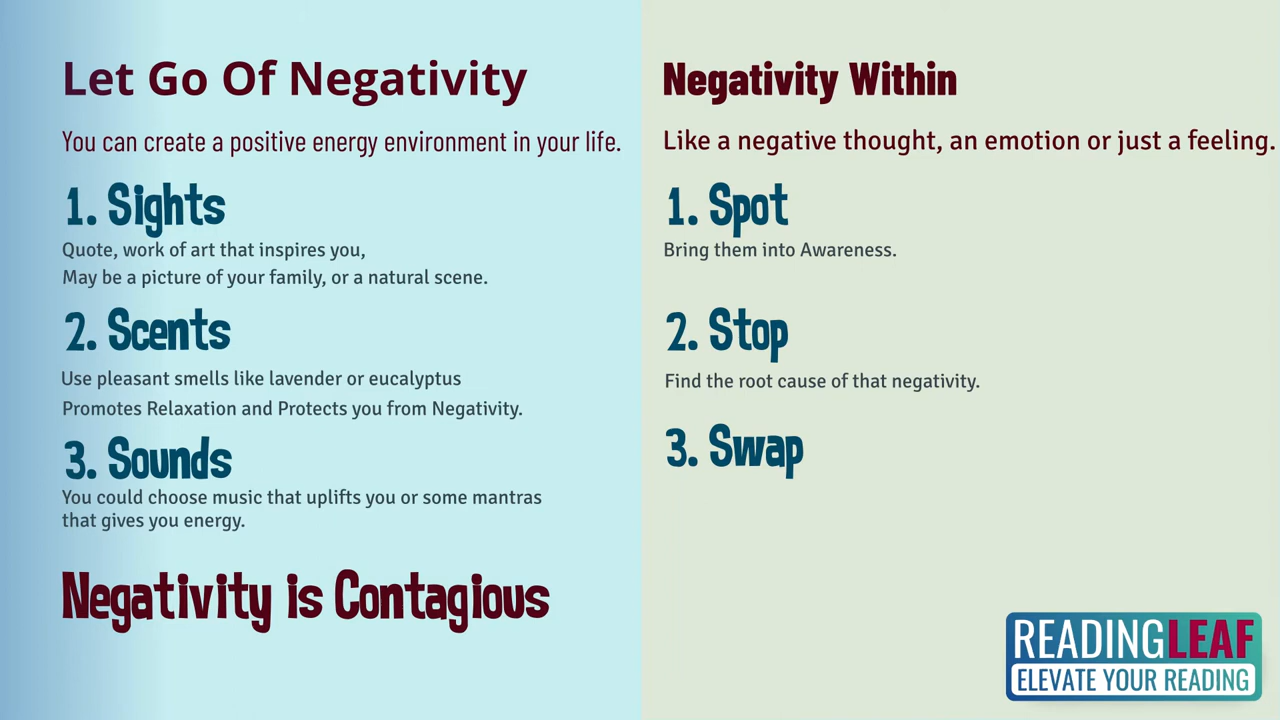 Let Go Of Negativity
You can create a positive energy environment in your life.
1. Sights
Quote, work of art that inspires you,
May be a picture of your family, or a natural scene.
2. Scents
Use pleasant smells like lavender or eucalyptus
Promotes Relaxation and Protects you from Negativity.
3. Sounds
You could choose music that uplifts you or some mantras
that gives you energy.
Negativity is Contagious
Negativity Within
Like a negative thought, an emotion or just a feeling.
1. Spot
Bring them into Awareness.
2. Stop
Find the root cause of that negativity.
3. Swap
READINGLEAF
ELEVATE YOUR READING